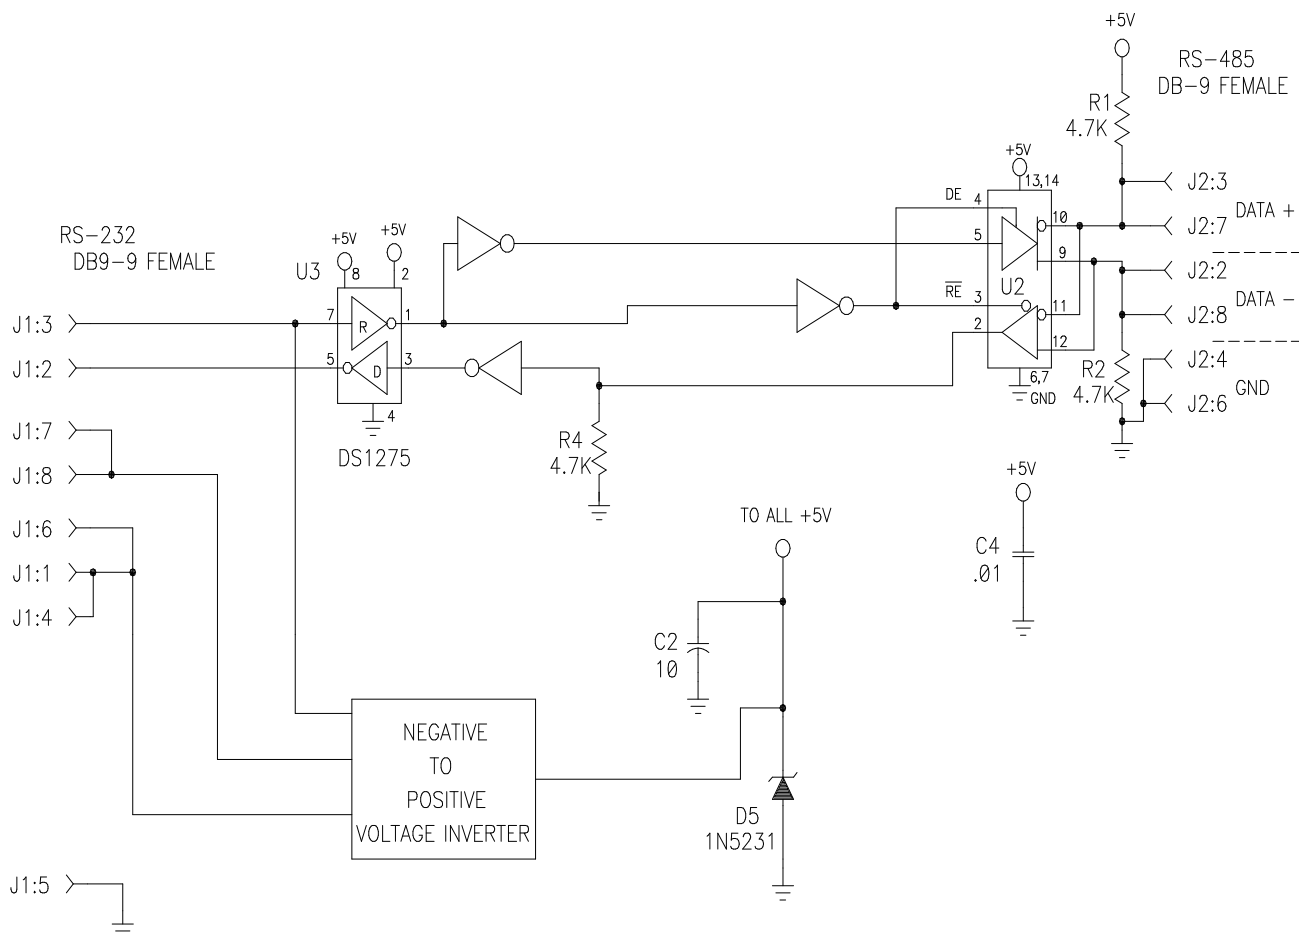 +5V
RS-485
DB-9 FEMALE
R1
4.7K
+5V
13,14
J2:3
DE
4
10
J2:7
DATA +
RS-232
DB9-9 FEMALE
+5V
+5V
5
9
U3
8
2
J2:2
RE
3
U2
11
J2:8
DATA -
J1:3
7
R
1
2
12
J1:2
5
D
3
6,7
GND
R2
4.7K
J2:4
GND
J2:6
4
J1:7
R4
4.7K
DS1275
J1:8
+5V
TO ALL +5V
J1:6
C4
.01
J1:1
J1:4
C2
10
NEGATIVE
TO
POSITIVE
VOLTAGE INVERTER
D5
1N5231
J1:5